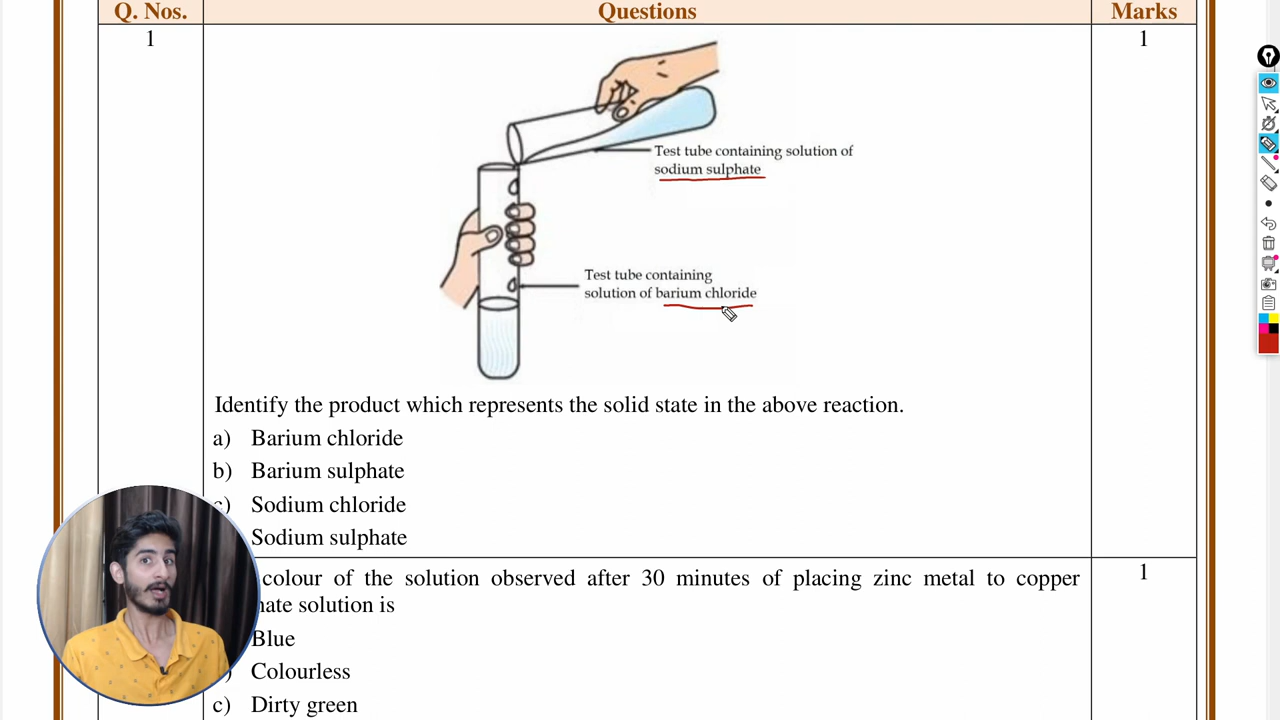 Q. Nos.
Questions
Marks
1
1
Test tube containing solution of
sodium sulphate
Test tube containing
solution of barium chloride
Identify the product which represents the solid state in the above reaction.
a) Barium chloride
b) Barium sulphate
c) Sodium chloride
Sodium sulphate
colour of the solution observed after 30 minutes of placing zinc metal to copper
solution is
1
Blue
Colourless
c) Dirty green